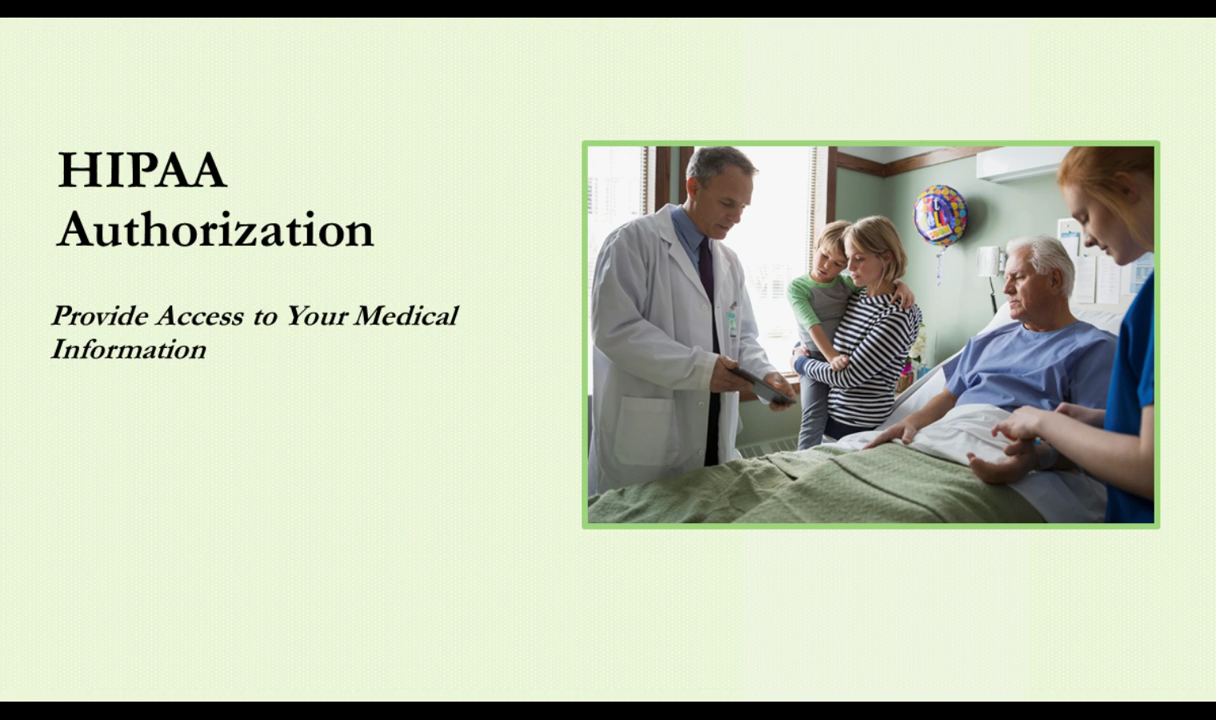 HIPAA
Authorization
Provide Access to Your Medical
Information